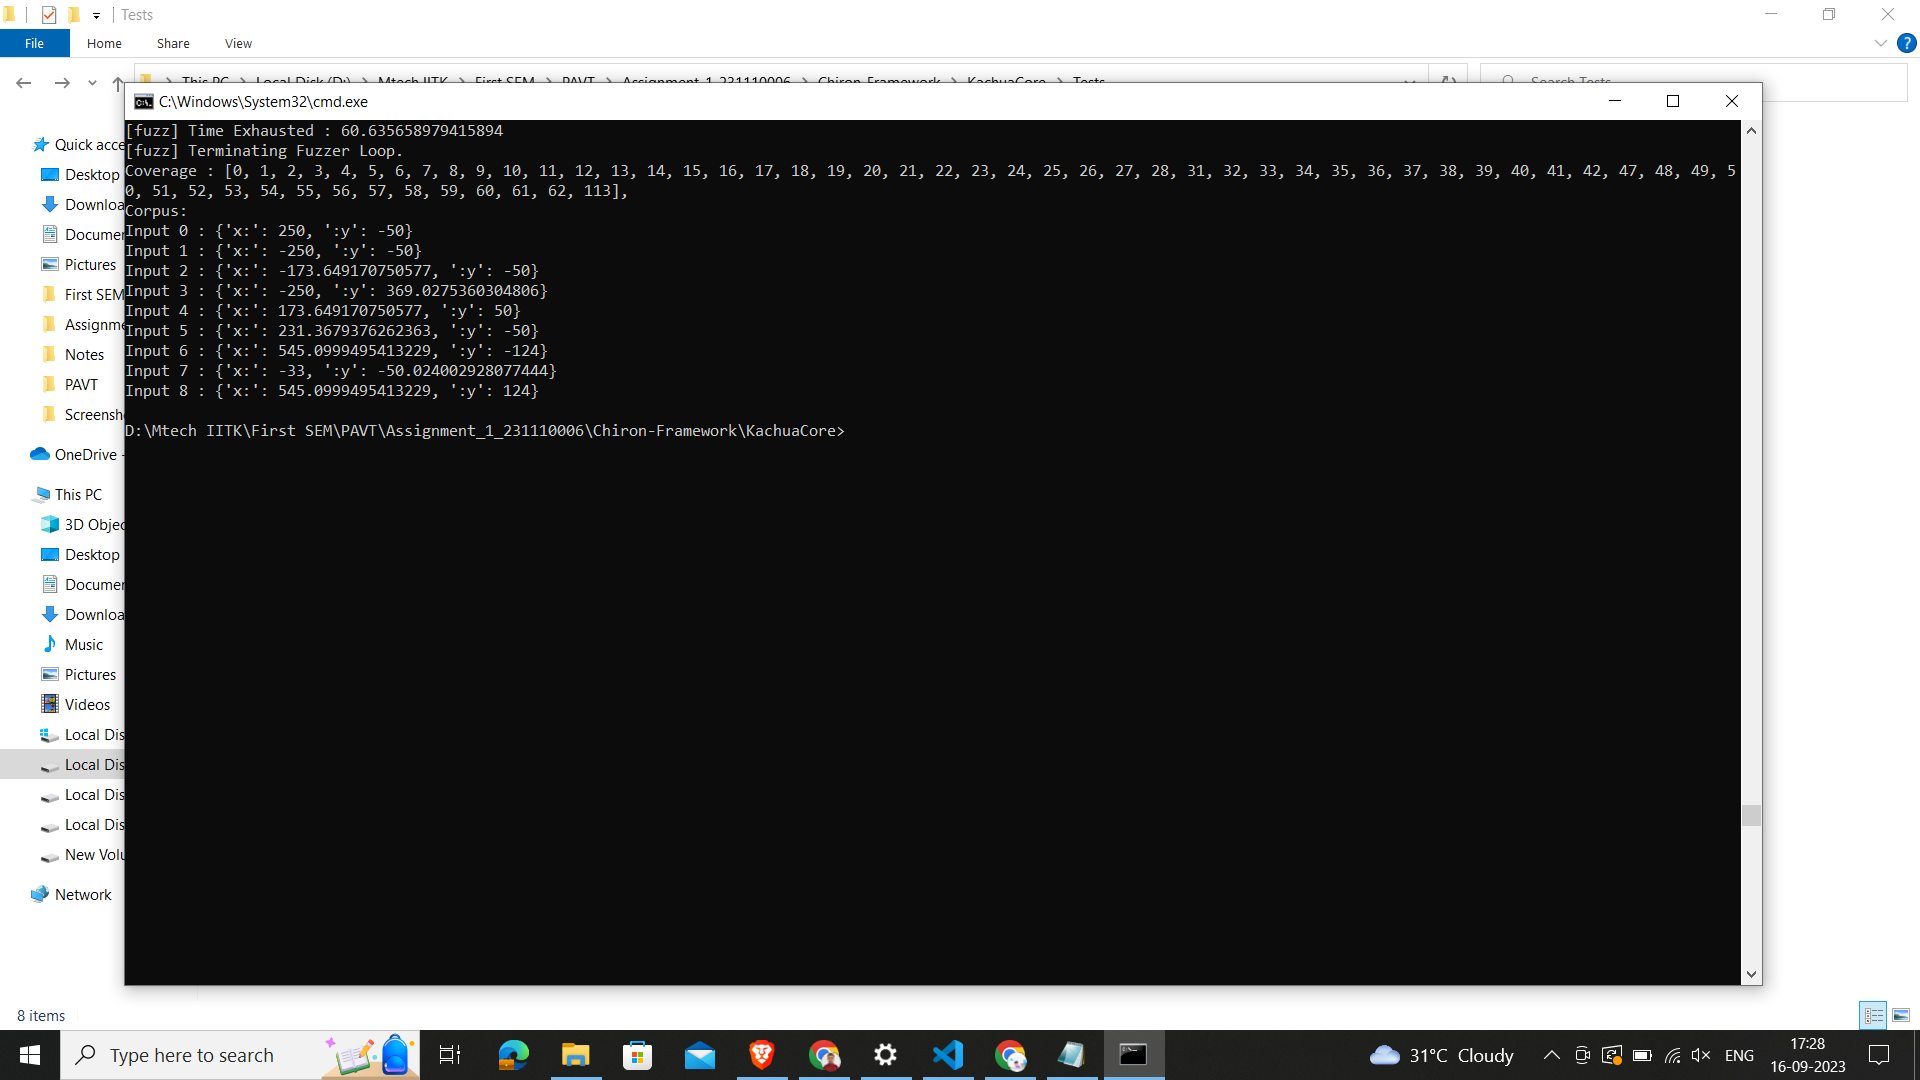 Tests
File Home Share View
This PC Local Disk (D:) Mtech IITK First SEM PAVT Assignment_1_231110006 Chiron-Framework KachuaCore Tests
Search Tests
C:\Windows\System32\cmd.exe
[fuzz] Time Exhausted : 60.635658979415894
[fuzz] Terminating Fuzzer Loop.
Coverage : [0, 1, 2, 3, 4, 5, 6, 7, 8, 9, 10, 11, 12, 13, 14, 15, 16, 17, 18, 19, 20, 21, 22, 23, 24, 25, 26, 27, 28, 31, 32, 33, 34, 35, 36, 37, 38, 39, 40, 41, 42, 47, 48, 49, 5
0, 51, 52, 53, 54, 55, 56, 57, 58, 59, 60, 61, 62, 113],
Corpus:
Input 0 : {'x:': 250, ':y': -50}
Input 1 : {'x:': -250, ':y': -50}
Input 2 : {'x:': -173.649170750577, ':y': -50}
Input 3 : {'x:': -250, ':y': 369.0275360304806}
Input 4 : {'x:': 173.649170750577, ':y': 50}
Input 5 : {'x:': 231.3679376262363, ':y': -50}
Input 6 : {'x:': 545.0999495413229, ':y': -124}
Input 7 : {'x:': -33, ':y': -50.024002928077444}
Input 8 : {'x:': 545.0999495413229, ':y': 124}
D:\Mtech IITK\First SEM\PAVT\Assignment_1_231110006\Chiron-Framework\KachuaCore>
Quick acce
Desktop
Downloa
Documer
Pictures
First SEM
Assignme
Notes
PAVT
Screensh
OneDrive -
This PC
3D Objec
Desktop
Documer
Downloa
Music
Pictures
Videos
Local Dis
Local Dis
Local Dis
Local Dis
New Volu
Network
8 items
Type here to search
31°C Cloudy
ENG
17:28
16-09-2023